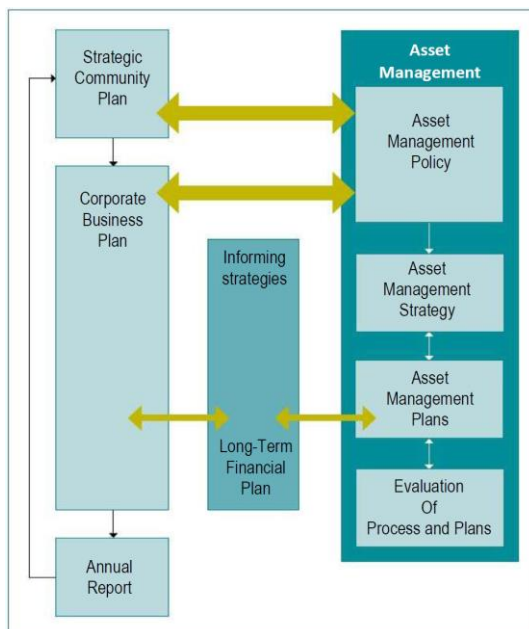 Strategic
Community
Plan
Corporate
Business
Plan
Annual
Report
Informing
strategies
Long-Term
Financial
Plan
Asset
Management
Asset
Management
Policy
Asset
Management
Strategy
Asset
Management
Plans
Evaluation
Of
Process and Plans